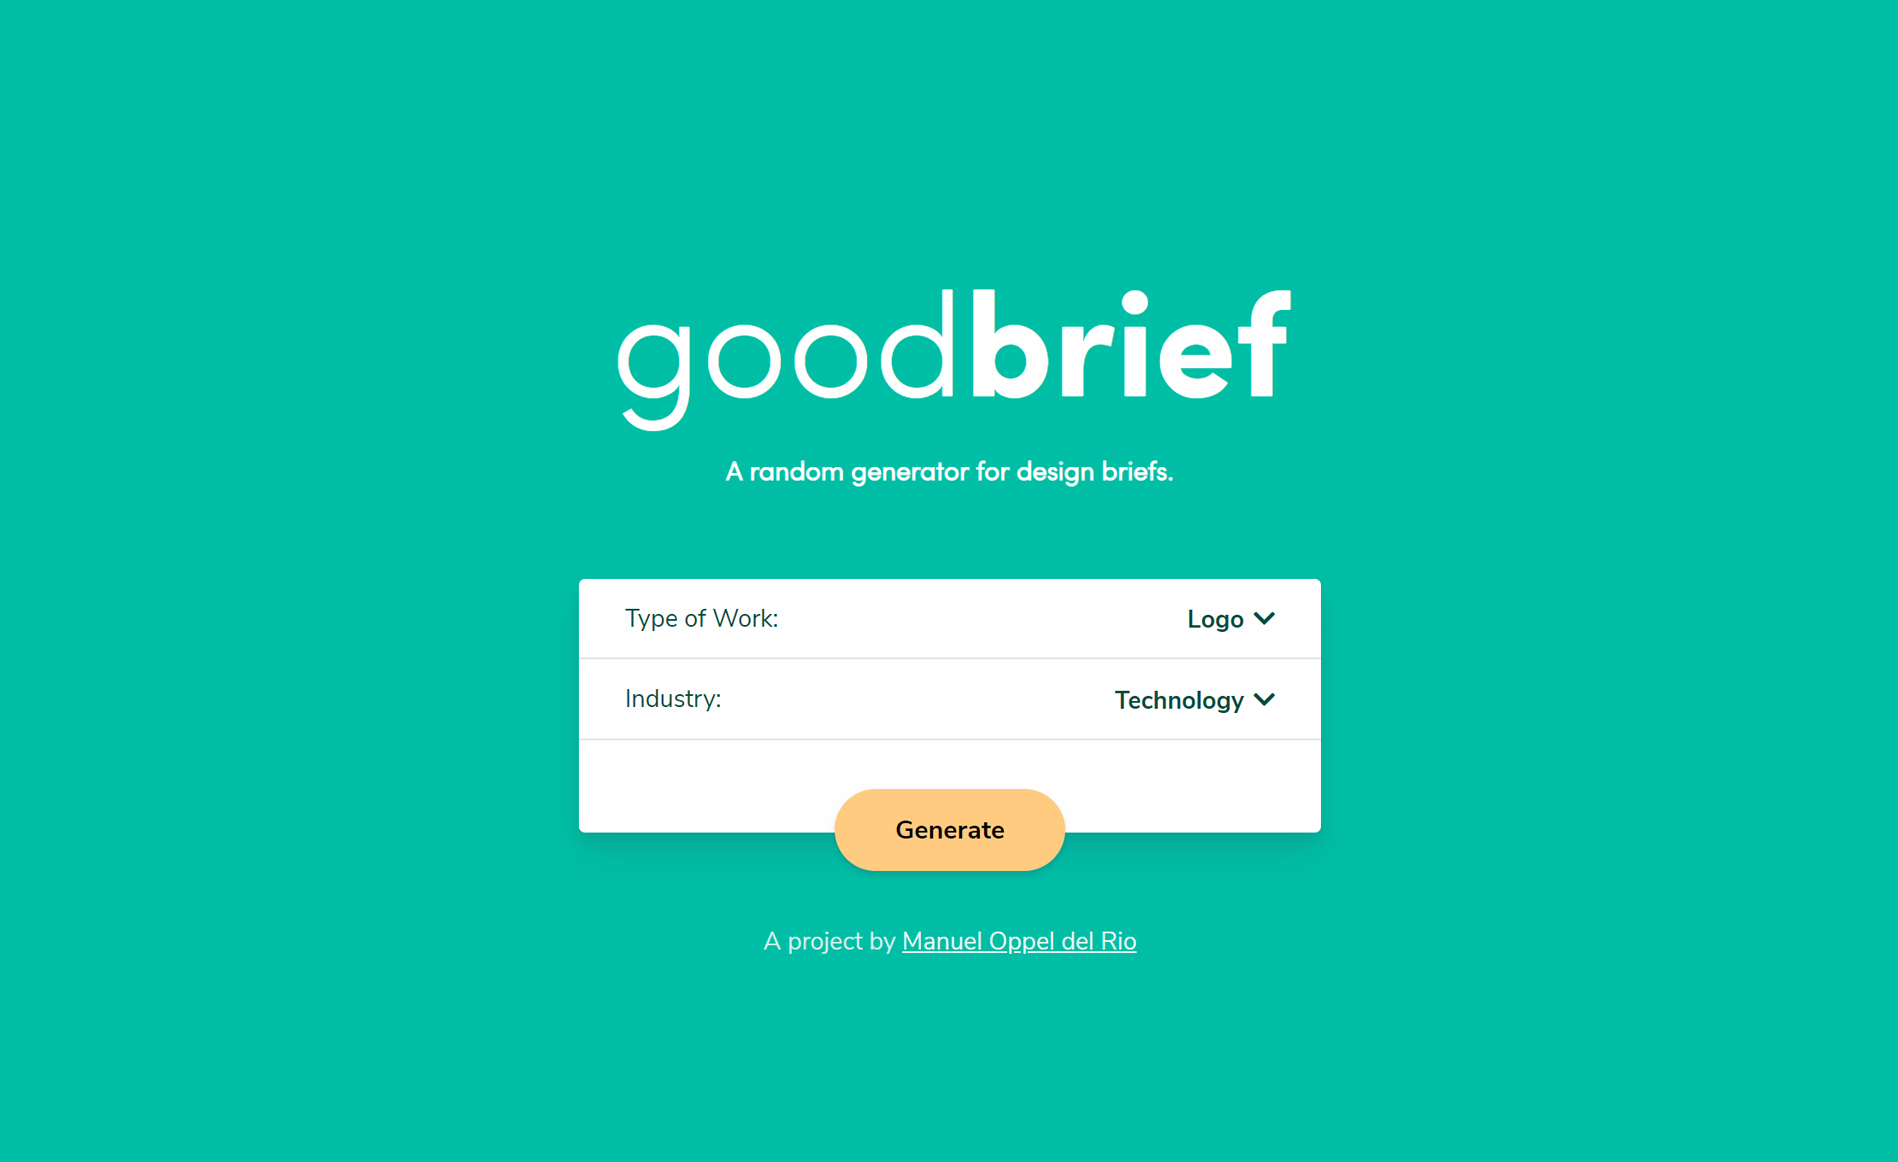 goodbrief
A random generator for design briefs.
Type of Work: Logo
Industry: Technology
Generate
A project by Manuel Oppel del Rio